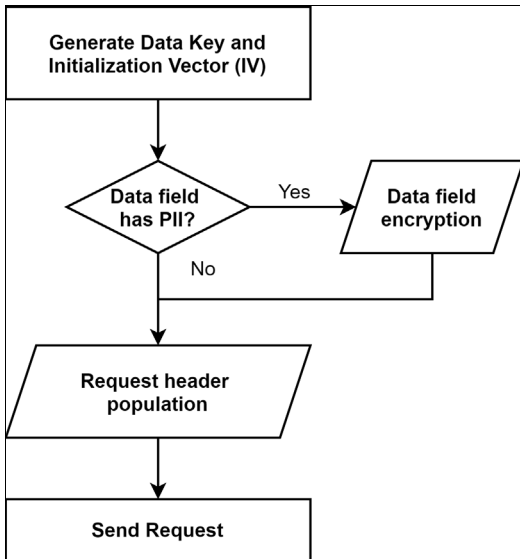 Generate Data Key and
Initialization Vector (IV)
Data field
has PII?
Yes
Data field
encryption
No
Request header
population
Send Request